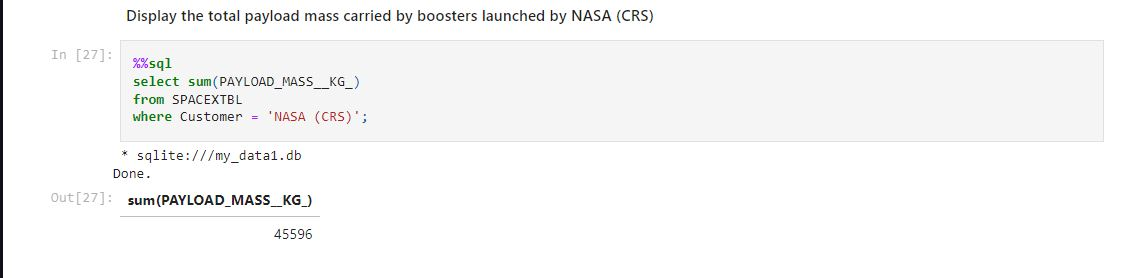 Display the total payload mass carried by boosters launched by NASA (CRS)
In [27]:
%%sql
select sum(PAYLOAD_MASS__KG_)
from SPACEXTBL
where Customer = 'NASA (CRS)';
* sqlite:///my_data1.db
Done.
Out[27]:
sum(PAYLOAD_MASS__KG_)
45596